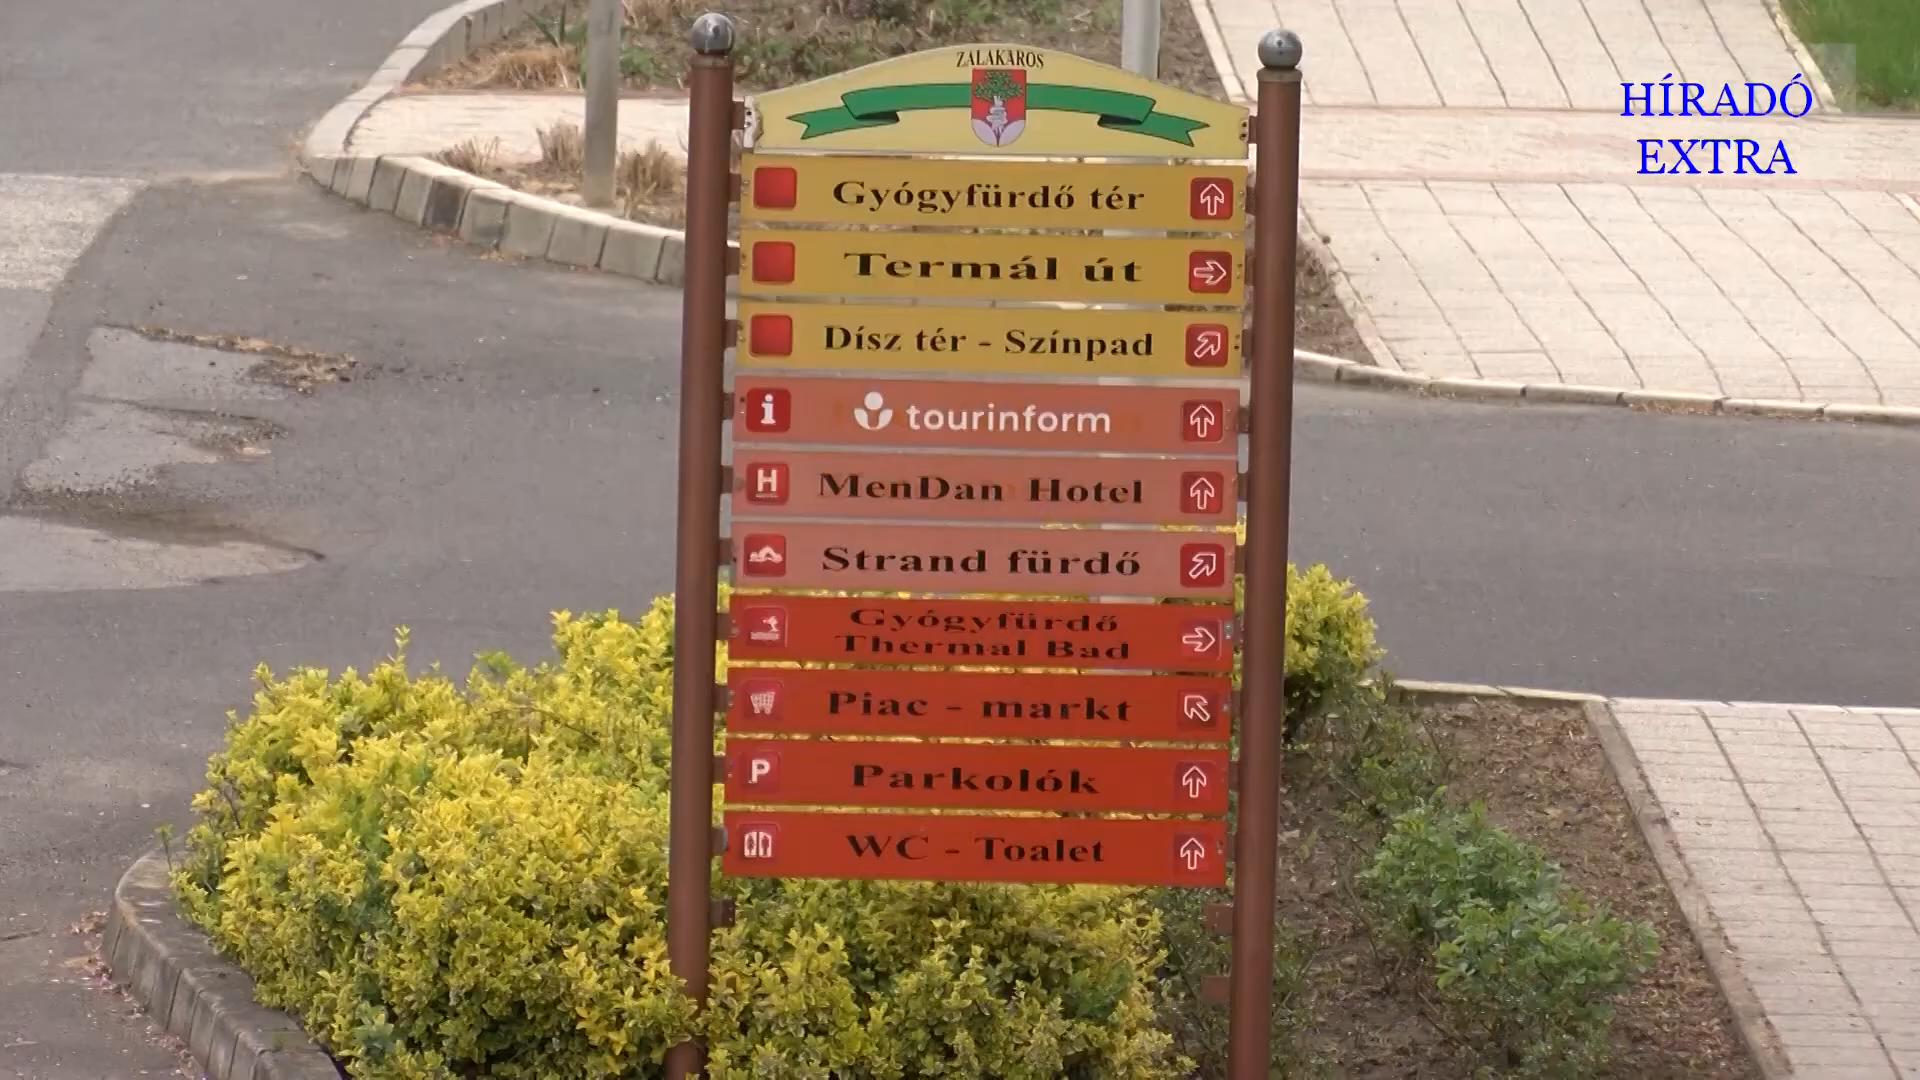 HÍRADÓ
EXTRA
ZALAKAROS
Gyógyfürdő tér
Termál út
Dísz tér - Színpad
i tourinform
H MenDan Hotel
Strand fürdő
Gyógyfürdő
Thermal Bad
Piac - markt
P Parkolók
WC - Toalet